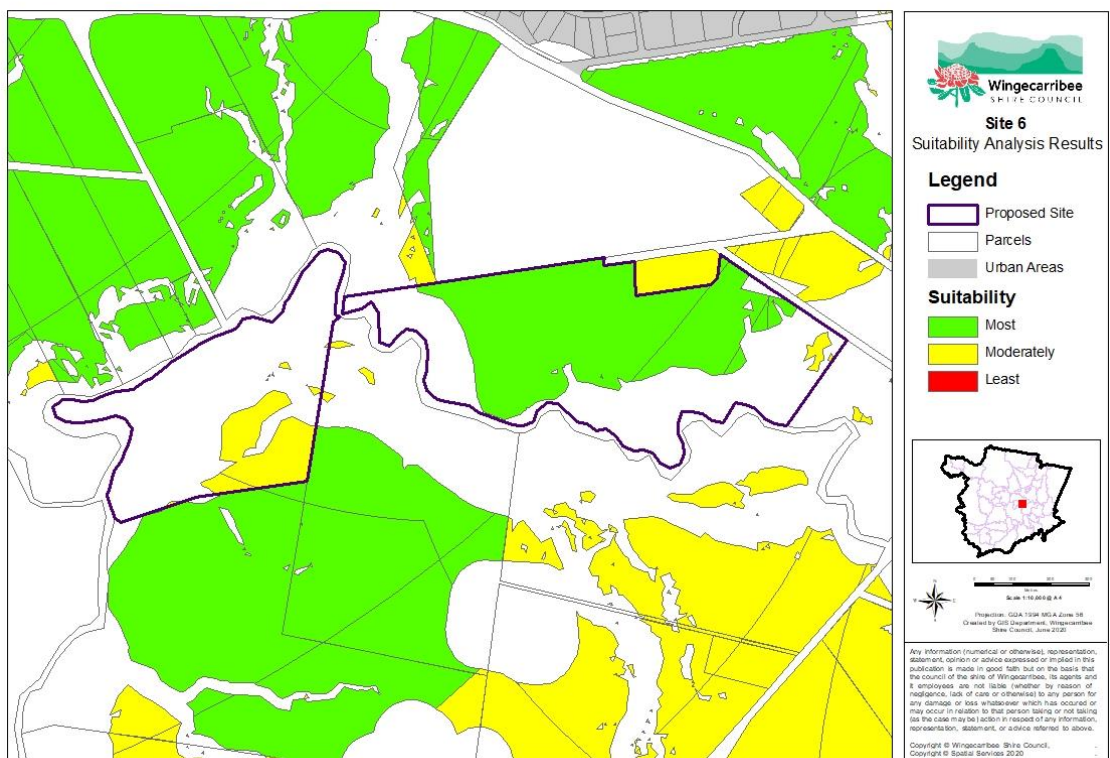 Wingecarribee
SHIRE COUNCIL
Site 6
Suitability Analysis Results
Legend
Proposed Site
Parcels
Urban Areas
Suitability
Most
Moderately
Least
Scale 1:10,000 @ A4
Projection: GDA 1994 MGA Zone 56
Created by GIS Department, Wingecarribee
Shire Council, June 2020
Any information (numerical or otherwise), representation,
statement, opinion or advice expressed or implied in this
publication is made in good faith but on the basis that
the council of the shire of Wingecarribee, its agents and
it employees are not liable (whether by reason of
negligence, lack of care or otherwise) to any person for
any damage or loss whatsoever which has occured or
may occur in relation to that person taking or not taking
(as the case may be) action in respect of any information,
representation, statement, or advice referred to above.
Copyright © Wingecarribee Shire Council.
Copyright © Spatial Services 2020